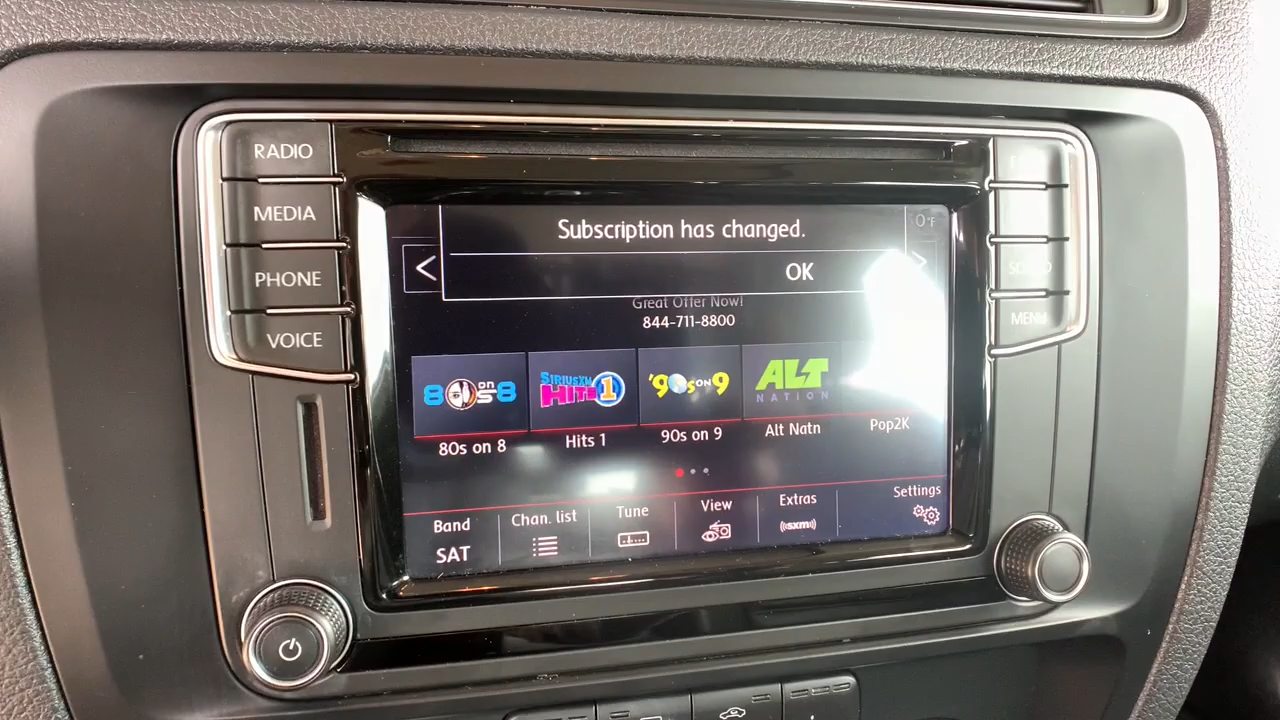 RADIO
MEDIA
PHONE
VOICE
MENU
Subscription has changed.
OK
°F
Great Offer Now!
844-711-8800
80s on 8
SIRIUSXM HITS 1
'90s ON 9
ALT
NATION
80s on 8
Hits 1
90s on 9
Alt Natn
Pop2K
Band
SAT
Chan. list
Tune
View
Extras
((sxm))
Settings